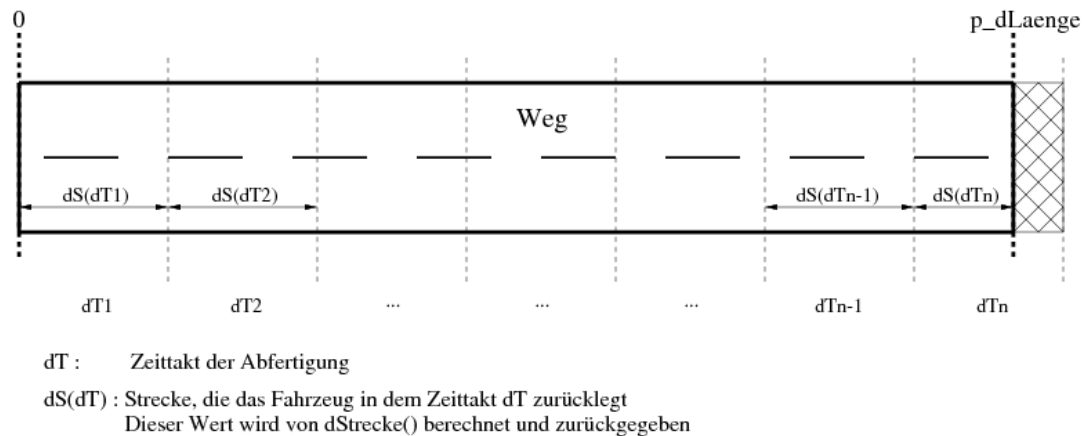 0 p_dLaenge
Weg
dS(dT1) dS(dT2) dS(dTn-1) dS(dTn)
dT1 dT2 ... ... ... dTn-1 dTn
dT : Zeittakt der Abfertigung
dS(dT) : Strecke, die das Fahrzeug in dem Zeittakt dT zurücklegt
Dieser Wert wird von dStrecke() berechnet und zurückgegeben